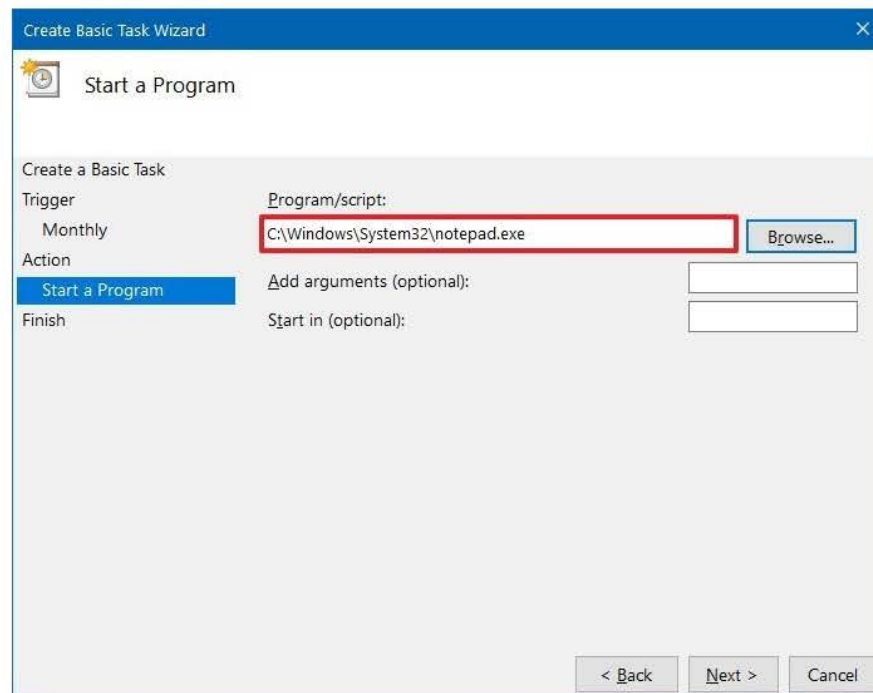 Create Basic Task Wizard
Start a Program
Create a Basic Task
Trigger
Program/script:
Monthly
C:\Windows\System32\notepad.exe
Browse...
Action
Start a Program
Add arguments (optional):
Finish
Start in (optional):
< Back
Next >
Cancel